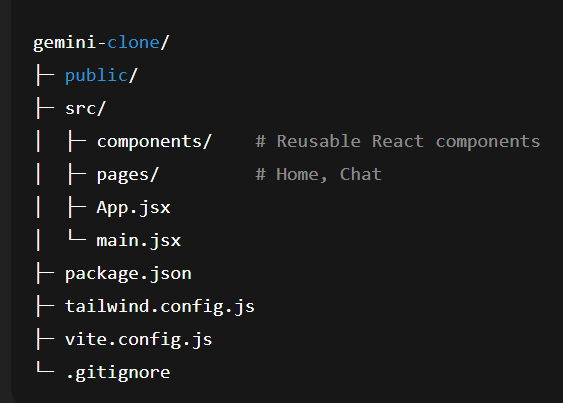 gemini-clone/
├─ public/
├─ src/
│  ├─ components/    # Reusable React components
│  ├─ pages/         # Home, Chat
│  ├─ App.jsx
│  └─ main.jsx
├─ package.json
├─ tailwind.config.js
├─ vite.config.js
└─ .gitignore